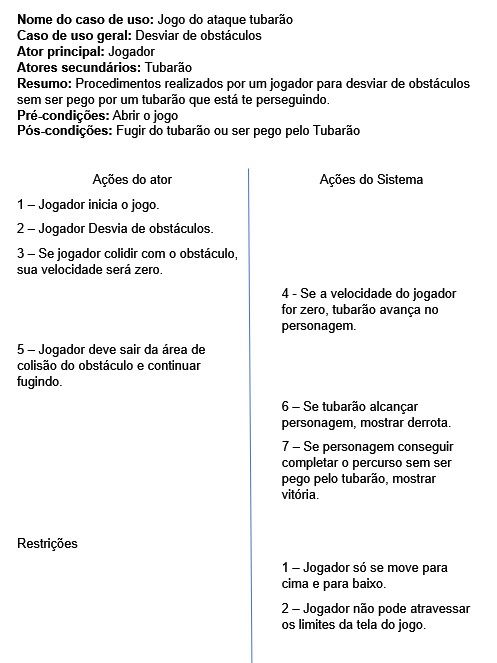 Nome do caso de uso: Jogo do ataque tubarão
Caso de uso geral: Desviar de obstáculos
Ator principal: Jogador
Atores secundários: Tubarão
Resumo: Procedimentos realizados por um jogador para desviar de obstáculos
sem ser pego por um tubarão que está te perseguindo.
Pré-condições: Abrir o jogo
Pós-condições: Fugir do tubarão ou ser pego pelo Tubarão
Ações do ator
1 – Jogador inicia o jogo.
2 – Jogador Desvia de obstáculos.
3 – Se jogador colidir com o obstáculo,
sua velocidade será zero.
Ações do Sistema
4 - Se a velocidade do jogador
for zero, tubarão avança no
personagem.
5 – Jogador deve sair da área de
colisão do obstáculo e continuar
fugindo.
6 – Se tubarão alcançar
personagem, mostrar derrota.
7 – Se personagem conseguir
completar o percurso sem ser
pego pelo tubarão, mostrar
vitória.
Restrições
1 – Jogador só se move para
cima e para baixo.
2 – Jogador não pode atravessar
os limites da tela do jogo.